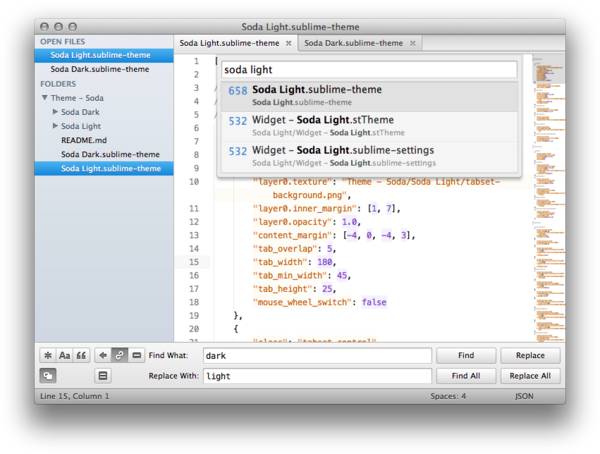 Soda Light.sublime-theme
OPEN FILES
Soda Light.sublime-theme
Soda Dark.sublime-theme
FOLDERS
Theme - Soda
Soda Dark
Soda Light
README.md
Soda Dark.sublime-theme
Soda Light.sublime-theme
Soda Light.sublime-theme
Soda Dark.sublime-theme
soda light
658 Soda Light.sublime-theme
Soda Light.sublime-theme
532 Widget – Soda Light.stTheme
Soda Light/Widget – Soda Light.stTheme
532 Widget – Soda Light.sublime-settings
Soda Light/Widget – Soda Light.sublime-settings
1 [
2
3 /
4 /
5 /
6
7
8
9
10 "layer0.texture": "Theme - Soda/Soda Light/tabset-
background.png",
11 "layer0.inner_margin": [1, 7],
12 "layer0.opacity": 1.0,
13 "content_margin": [-4, 0, -4, 3],
14 "tab_overlap": 5,
15 "tab_width": 180,
16 "tab_min_width": 45,
17 "tab_height": 25,
18 "mouse_wheel_switch": false
19 },
20 {
21 "class": "tabset_control"
Aa
Find What: dark
Find
Replace
Replace With: light
Find All
Replace All
Line 15, Column 1
Spaces: 4
JSON